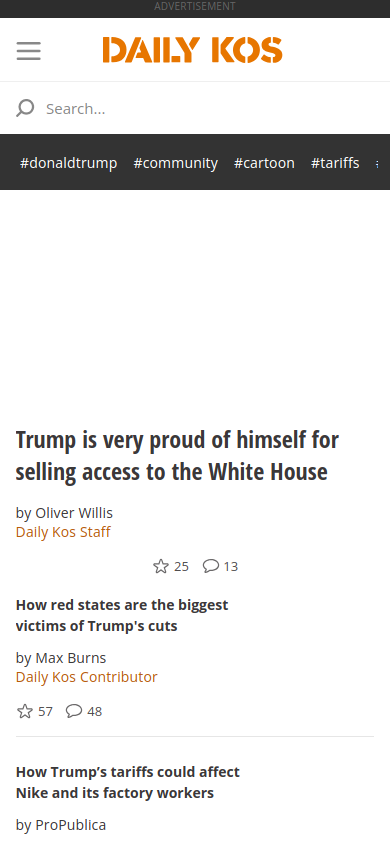 ADVERTISEMENT
DAILY KOS
Search...
#donaldtrump #community #cartoon #tariffs
Trump is very proud of himself for
selling access to the White House
by Oliver Willis
Daily Kos Staff
25 13
How red states are the biggest
victims of Trump's cuts
by Max Burns
Daily Kos Contributor
57 48
How Trump’s tariffs could affect
Nike and its factory workers
by ProPublica